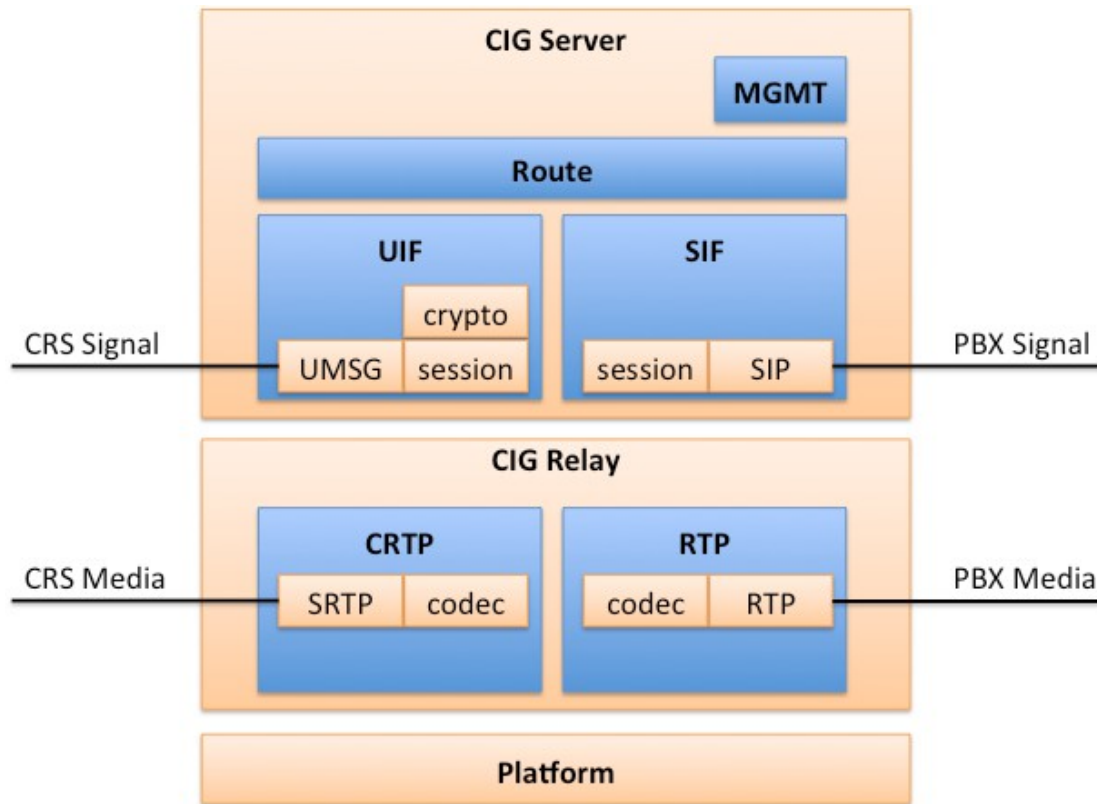 CIG Server
MGMT
Route
UIF
SIF
crypto
CRS Signal
UMSG
session
session
SIP
PBX Signal
CIG Relay
CRTP
RTP
CRS Media
SRTP
codec
codec
RTP
PBX Media
Platform